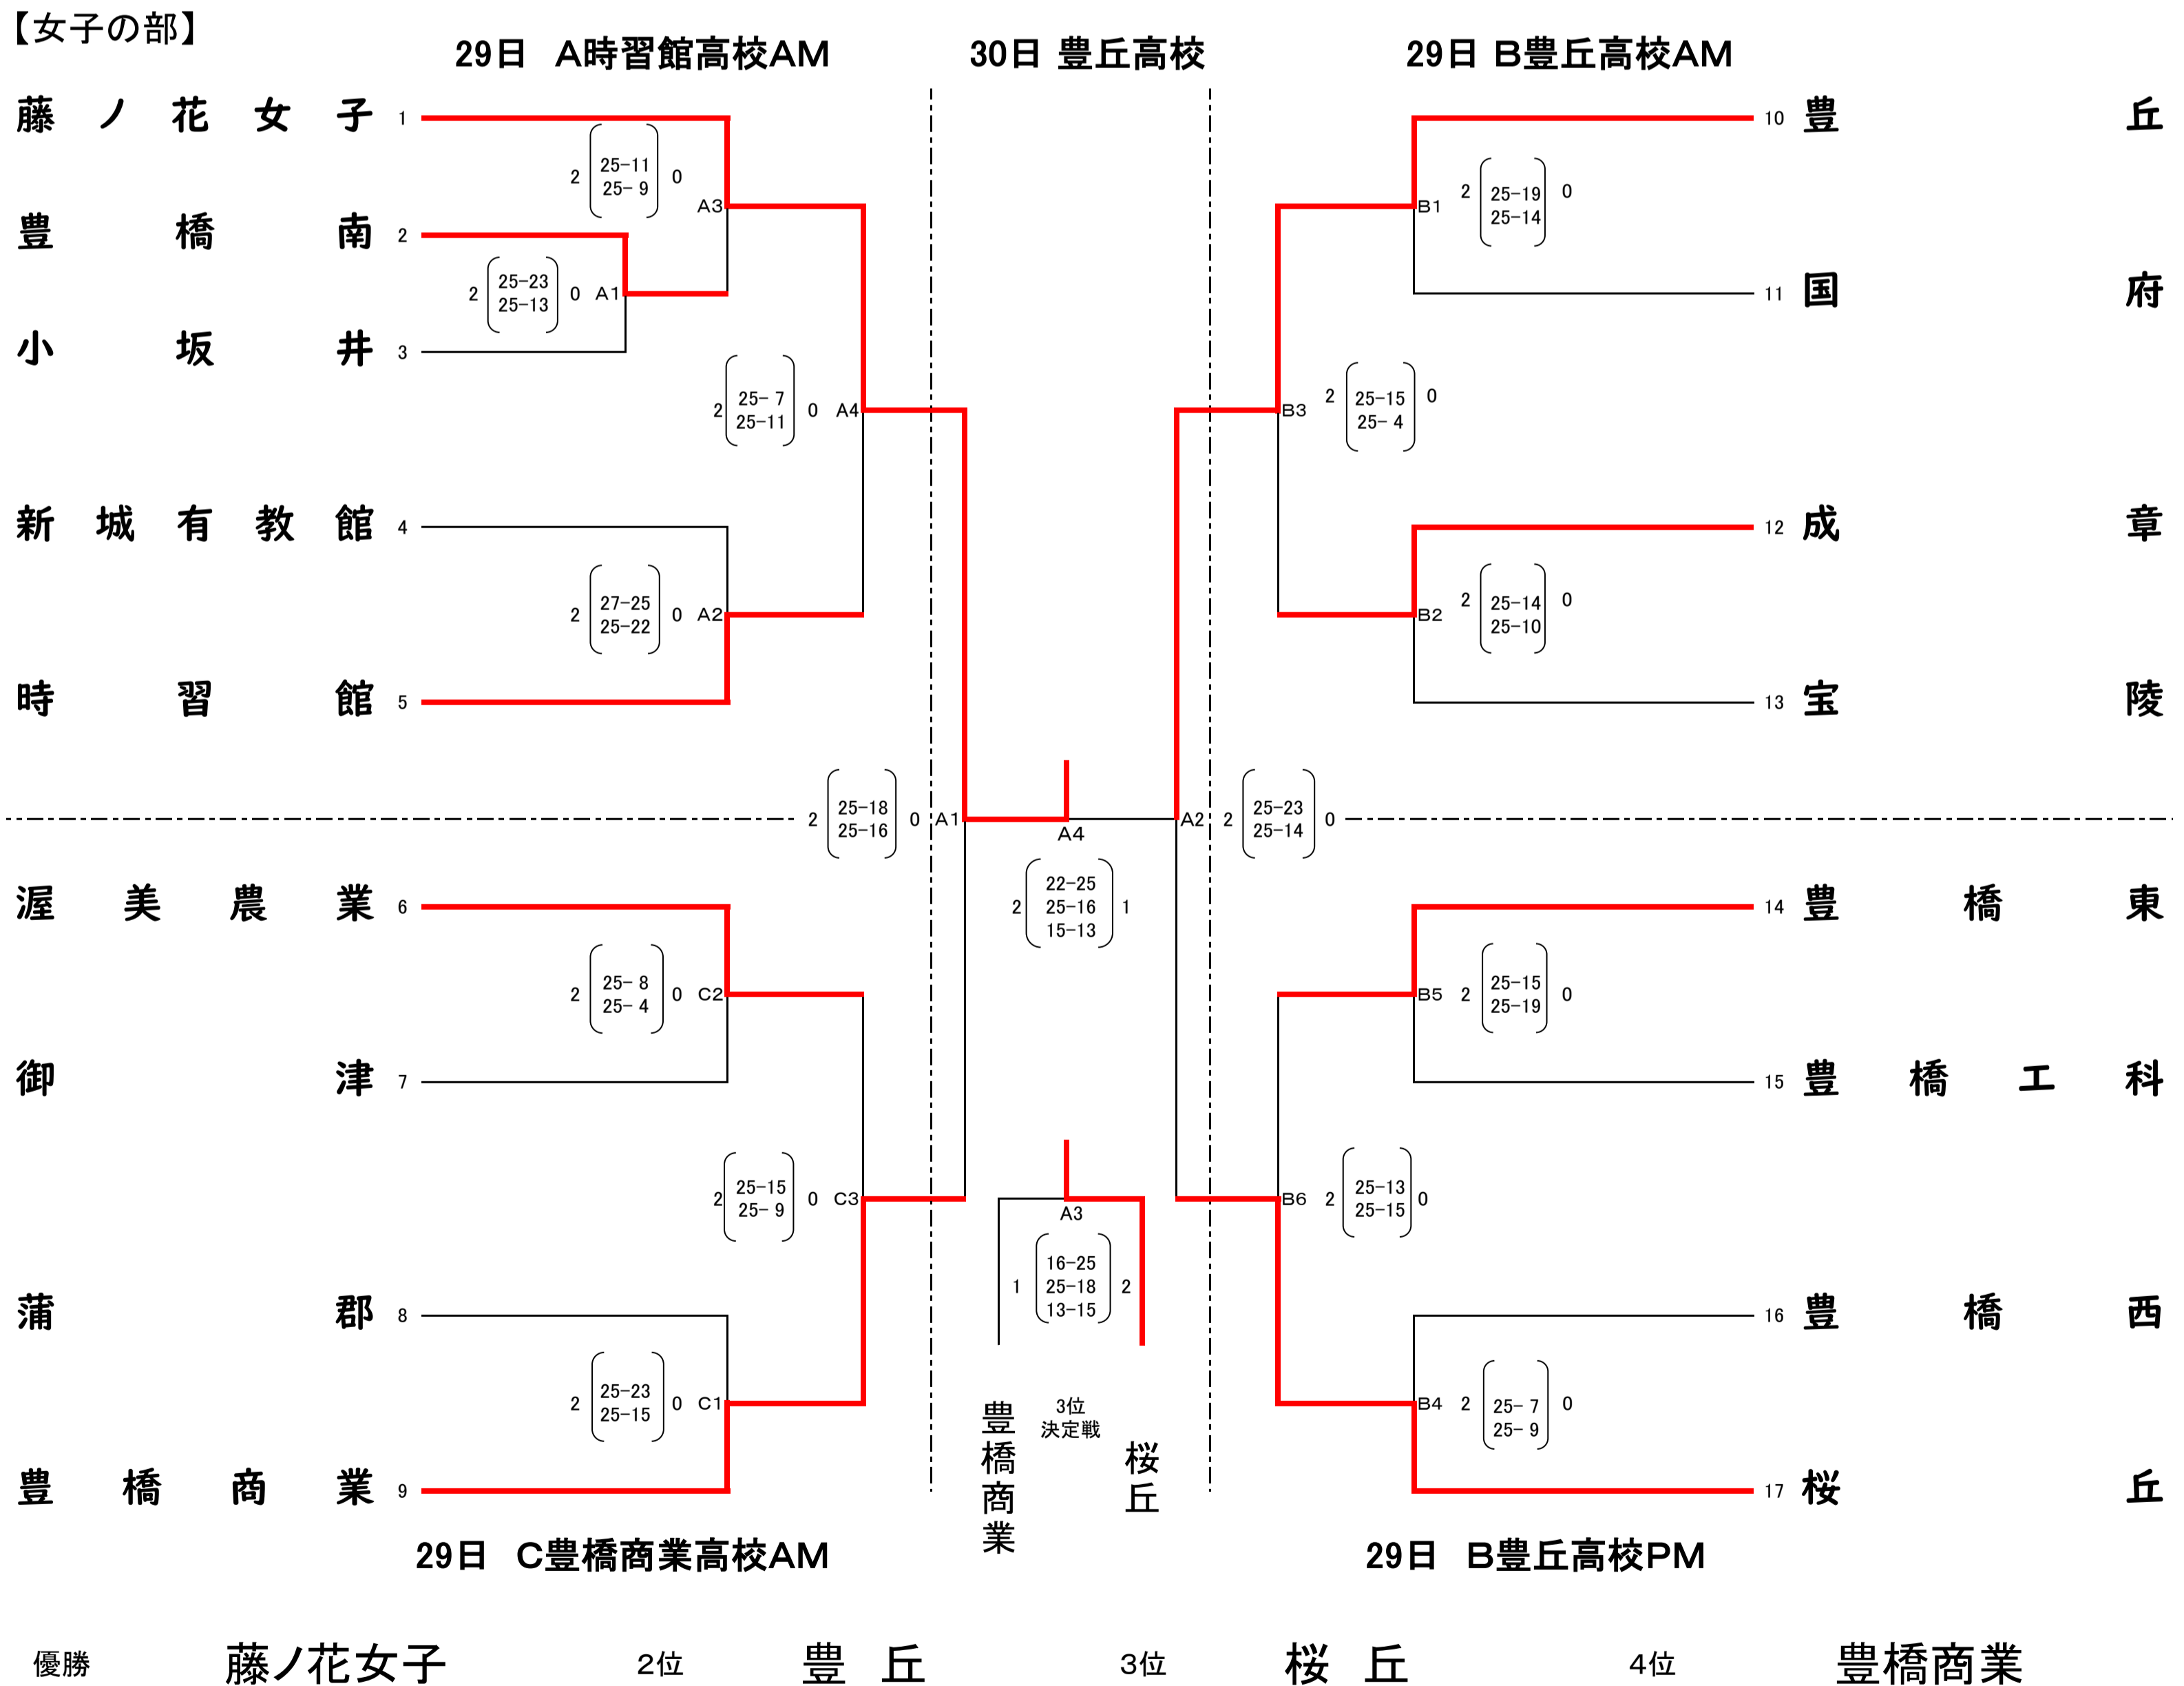 【女子の部】
29日 A時習館高校AM
30日 豊丘高校
29日 B豊丘高校AM
藤ノ花女子 1
2 25-11 0
25- 9
A3
豊橋南 2
2 25-23 0 A1
25-13
小坂井 3
2 25- 7 0 A4
25-11
新城有教館 4
2 27-25 0 A2
25-22
時習館 5
10 豊丘
B1 2 25-19 0
25-14
11 国府
B3 2 25-15 0
25- 4
12 成章
B2 2 25-14 0
25-10
13 宝陵
2 25-18 0 A1
25-16
A4
2 22-25 1
25-16
15-13
A2 2 25-23 0
25-14
渥美農業 6
2 25- 8 0 C2
25- 4
御津 7
2 25-15 0 C3
25- 9
蒲郡 8
2 25-23 0 C1
25-15
豊橋商業 9
A3
1 16-25 2
25-18
13-15
3位
決定戦
豊橋商業
桜丘
14 豊橋東
B5 2 25-15 0
25-19
15 豊橋工科
B6 2 25-13 0
25-15
16 豊橋西
B4 2 25- 7 0
25- 9
17 桜丘
29日 C豊橋商業高校AM
29日 B豊丘高校PM
優勝 藤ノ花女子 2位 豊丘 3位 桜丘 4位 豊橋商業